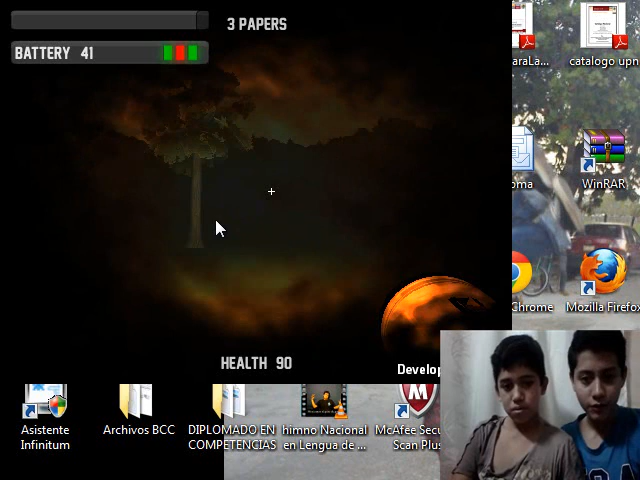 3 PAPERS
BATTERY 41
HEALTH 90
Develop
catalogo upn
WinRAR
Chrome
Mozilla Firefox
Asistente
Infinitum
Archivos BCC
DIPLOMADO EN
COMPETENCIAS
himno Nacional
en Lengua de ...
McAfee Secu
Scan Plus